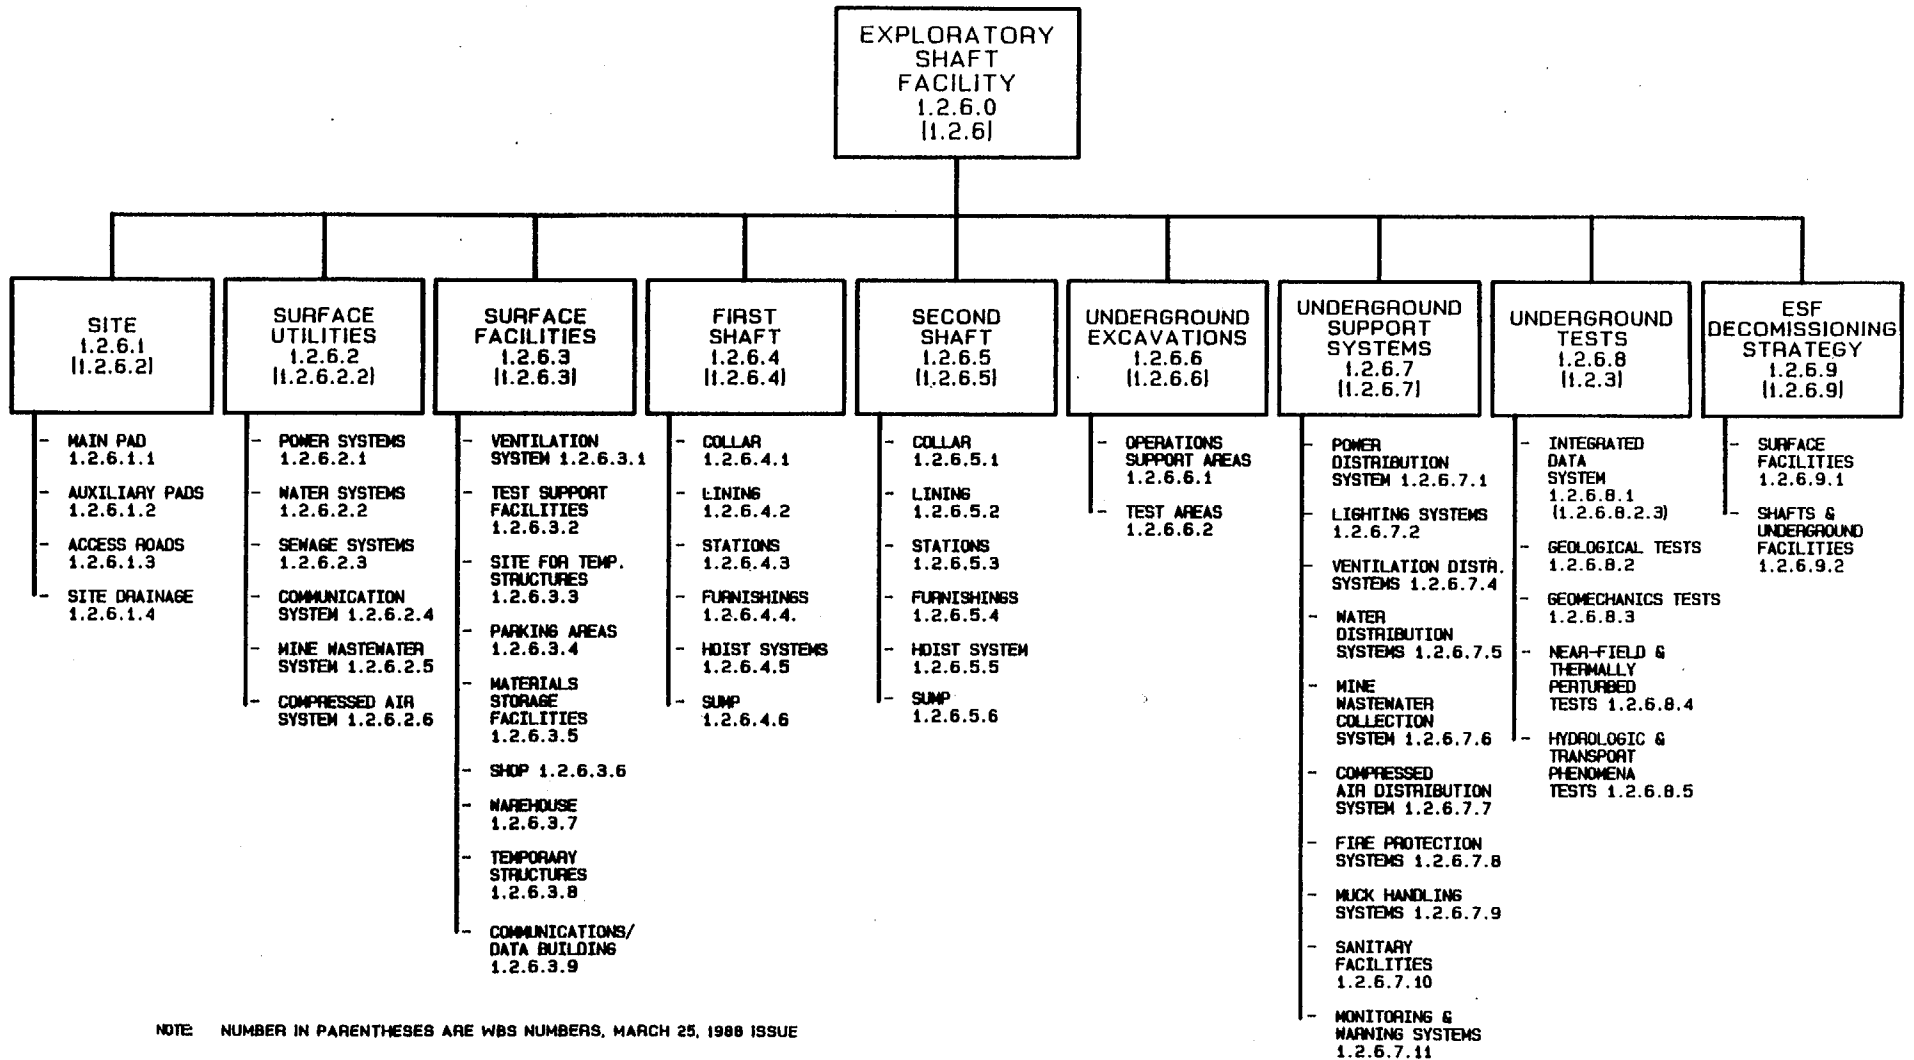 EXPLORATORY
SHAFT
FACILITY
1.2.6.0
(1.2.6)
SITE
1.2.6.1
(1.2.6.2)
MAIN PAD
1.2.6.1.1
AUXILIARY PADS
1.2.6.1.2
ACCESS ROADS
1.2.6.1.3
SITE DRAINAGE
1.2.6.1.4
SURFACE
UTILITIES
1.2.6.2
(1.2.6.2.2)
POWER SYSTEMS
1.2.6.2.1
WATER SYSTEMS
1.2.6.2.2
SEWAGE SYSTEMS
1.2.6.2.3
COMMUNICATION
SYSTEM 1.2.6.2.4
MINE WASTEWATER
SYSTEM 1.2.6.2.5
COMPRESSED AIR
SYSTEM 1.2.6.2.6
SURFACE
FACILITIES
1.2.6.3
(1.2.6.3)
VENTILATION
SYSTEM 1.2.6.3.1
TEST SUPPORT
FACILITIES
1.2.6.3.2
SITE FOR TEMP.
STRUCTURES
1.2.6.3.3
PARKING AREAS
1.2.6.3.4
MATERIALS
STORAGE
FACILITIES
1.2.6.3.5
SHOP 1.2.6.3.6
WAREHOUSE
1.2.6.3.7
TEMPORARY
STRUCTURES
1.2.6.3.8
COMMUNICATIONS/
DATA BUILDING
1.2.6.3.9
FIRST
SHAFT
1.2.6.4
(1.2.6.4)
COLLAR
1.2.6.4.1
LINING
1.2.6.4.2
STATIONS
1.2.6.4.3
FURNISHINGS
1.2.6.4.4.
HOIST SYSTEMS
1.2.6.4.5
SUMP
1.2.6.4.6
SECOND
SHAFT
1.2.6.5
(1.2.6.5)
COLLAR
1.2.6.5.1
LINING
1.2.6.5.2
STATIONS
1.2.6.5.3
FURNISHINGS
1.2.6.5.4
HOIST SYSTEM
1.2.6.5.5
SUMP
1.2.6.5.6
UNDERGROUND
EXCAVATIONS
1.2.6.6
(1.2.6.6)
OPERATIONS
SUPPORT AREAS
1.2.6.6.1
TEST AREAS
1.2.6.6.2
UNDERGROUND
SUPPORT
SYSTEMS
1.2.6.7
(1.2.6.7)
POWER
DISTRIBUTION
SYSTEM 1.2.6.7.1
LIGHTING SYSTEMS
1.2.6.7.2
VENTILATION DISTR.
SYSTEMS 1.2.6.7.4
WATER
DISTRIBUTION
SYSTEMS 1.2.6.7.5
MINE
WASTEWATER
COLLECTION
SYSTEM 1.2.6.7.6
COMPRESSED
AIR DISTRIBUTION
SYSTEM 1.2.6.7.7
FIRE PROTECTION
SYSTEMS 1.2.6.7.8
MUCK HANDLING
SYSTEMS 1.2.6.7.9
SANITARY
FACILITIES
1.2.6.7.10
MONITORING &
WARNING SYSTEMS
1.2.6.7.11
UNDERGROUND
TESTS
1.2.6.8
(1.2.3)
INTEGRATED
DATA
SYSTEM
1.2.6.8.1
(1.2.6.8.2.3)
GEOLOGICAL TESTS
1.2.6.8.2
GEOMECHANICS TESTS
1.2.6.8.3
NEAR-FIELD &
THERMALLY
PERTURBED
TESTS 1.2.6.8.4
HYDROLOGIC &
TRANSPORT
PHENOMENA
TESTS 1.2.6.8.5
ESF
DECOMISSIONING
STRATEGY
1.2.6.9
(1.2.6.9)
SURFACE
FACILITIES
1.2.6.9.1
SHAFTS &
UNDERGROUND
FACILITIES
1.2.6.9.2
NOTE: NUMBER IN PARENTHESES ARE WBS NUMBERS, MARCH 25, 1988 ISSUE